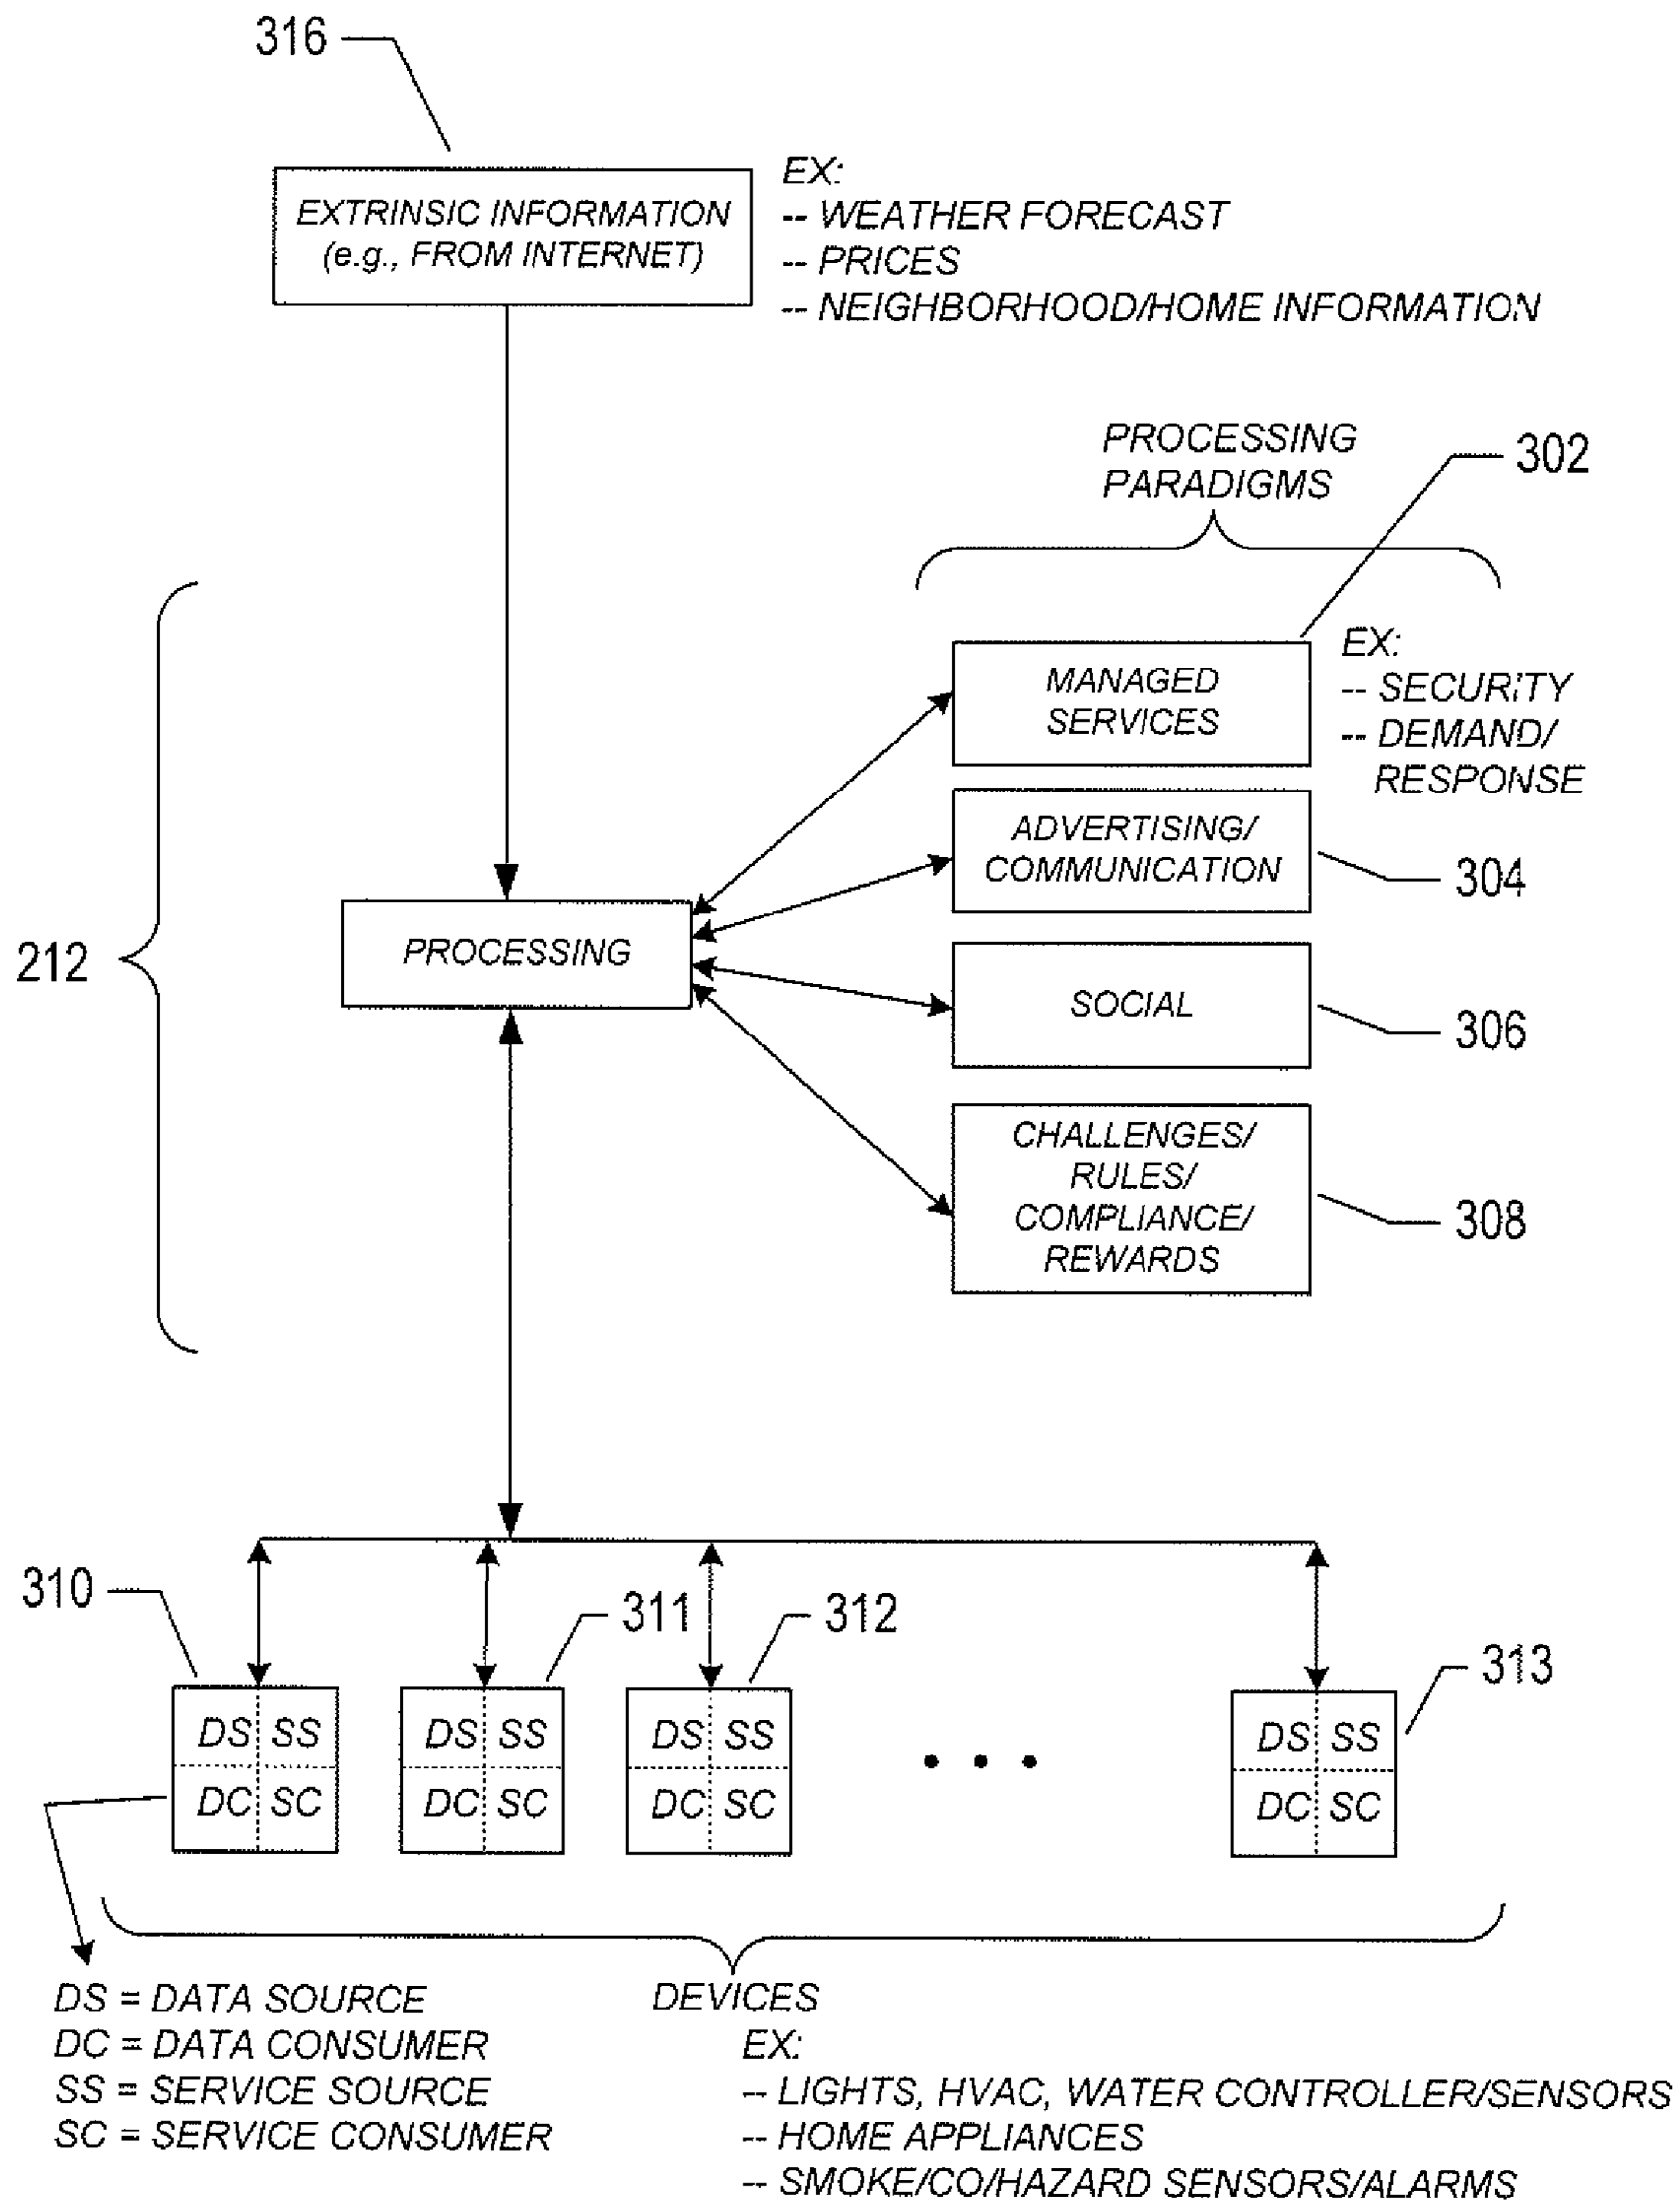 316
EXTRINSIC INFORMATION
(e.g., FROM INTERNET)
EX:
-- WEATHER FORECAST
-- PRICES
-- NEIGHBORHOOD/HOME INFORMATION
PROCESSING
PARADIGMS
302
MANAGED
SERVICES
EX:
-- SECURITY
-- DEMAND/
RESPONSE
ADVERTISING/
COMMUNICATION
304
212
PROCESSING
SOCIAL
306
CHALLENGES/
RULES/
COMPLIANCE/
REWARDS
308
310
311
312
313
DS SS
DC SC
DS SS
DC SC
DS SS
DC SC
• • •
DS SS
DC SC
DS = DATA SOURCE
DC = DATA CONSUMER
SS = SERVICE SOURCE
SC = SERVICE CONSUMER
DEVICES
EX:
-- LIGHTS, HVAC, WATER CONTROLLER/SENSORS
-- HOME APPLIANCES
-- SMOKE/CO/HAZARD SENSORS/ALARMS